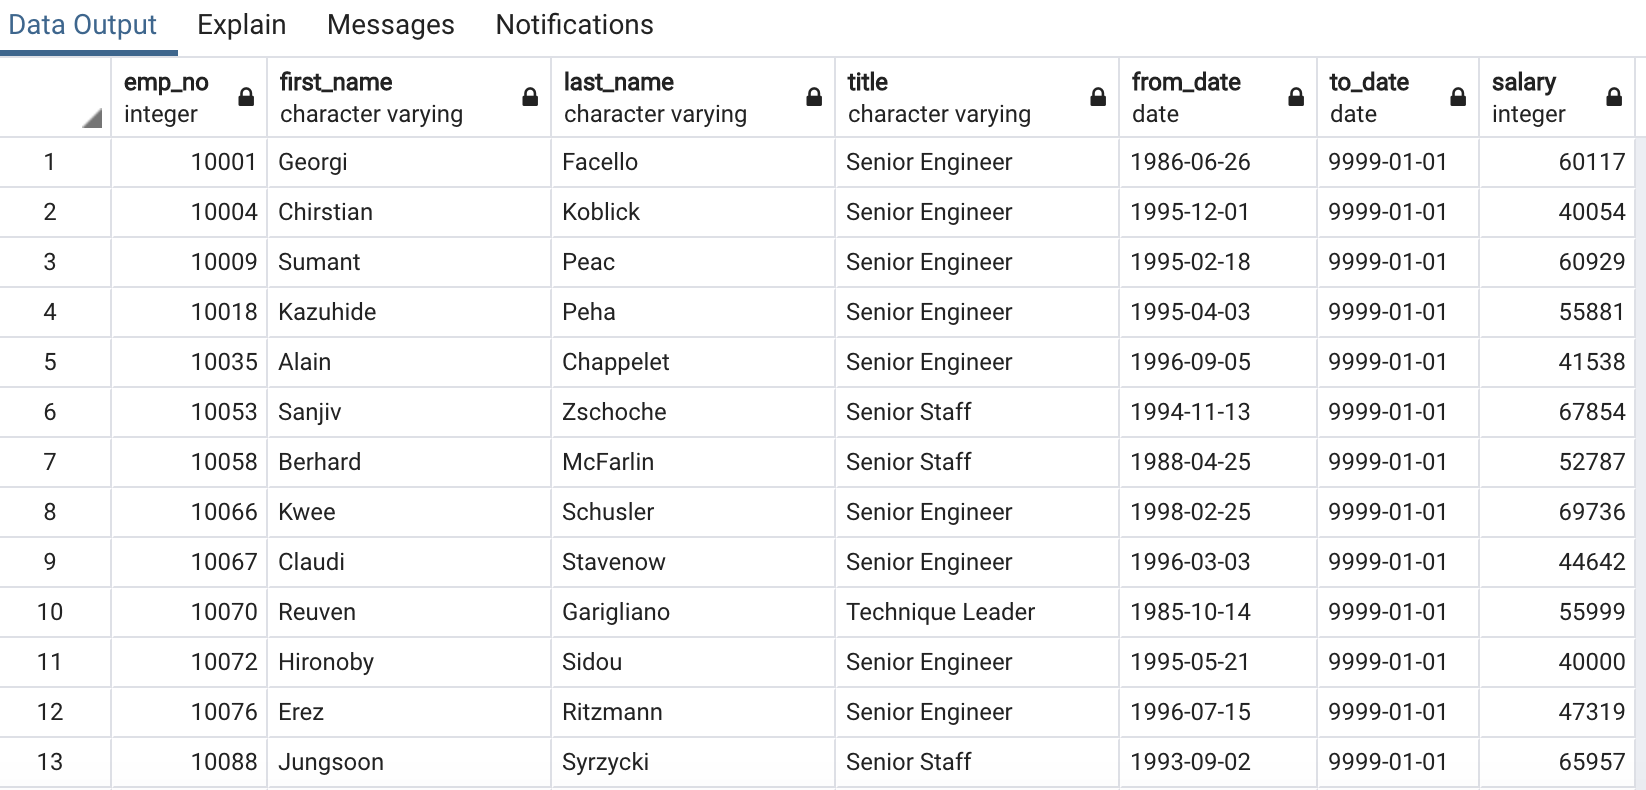 Data Output Explain Messages Notifications
emp_no first_name last_name title from_date to_date salary
integer character varying character varying character varying date date integer
1 10001 Georgi Facello Senior Engineer 1986-06-26 9999-01-01 60117
2 10004 Chirstian Koblick Senior Engineer 1995-12-01 9999-01-01 40054
3 10009 Sumant Peac Senior Engineer 1995-02-18 9999-01-01 60929
4 10018 Kazuhide Peha Senior Engineer 1995-04-03 9999-01-01 55881
5 10035 Alain Chappelet Senior Engineer 1996-09-05 9999-01-01 41538
6 10053 Sanjiv Zschoche Senior Staff 1994-11-13 9999-01-01 67854
7 10058 Berhard McFarlin Senior Staff 1988-04-25 9999-01-01 52787
8 10066 Kwee Schusler Senior Engineer 1998-02-25 9999-01-01 69736
9 10067 Claudi Stavenow Senior Engineer 1996-03-03 9999-01-01 44642
10 10070 Reuven Garigliano Technique Leader 1985-10-14 9999-01-01 55999
11 10072 Hironoby Sidou Senior Engineer 1995-05-21 9999-01-01 40000
12 10076 Erez Ritzmann Senior Engineer 1996-07-15 9999-01-01 47319
13 10088 Jungsoon Syrzycki Senior Staff 1993-09-02 9999-01-01 65957